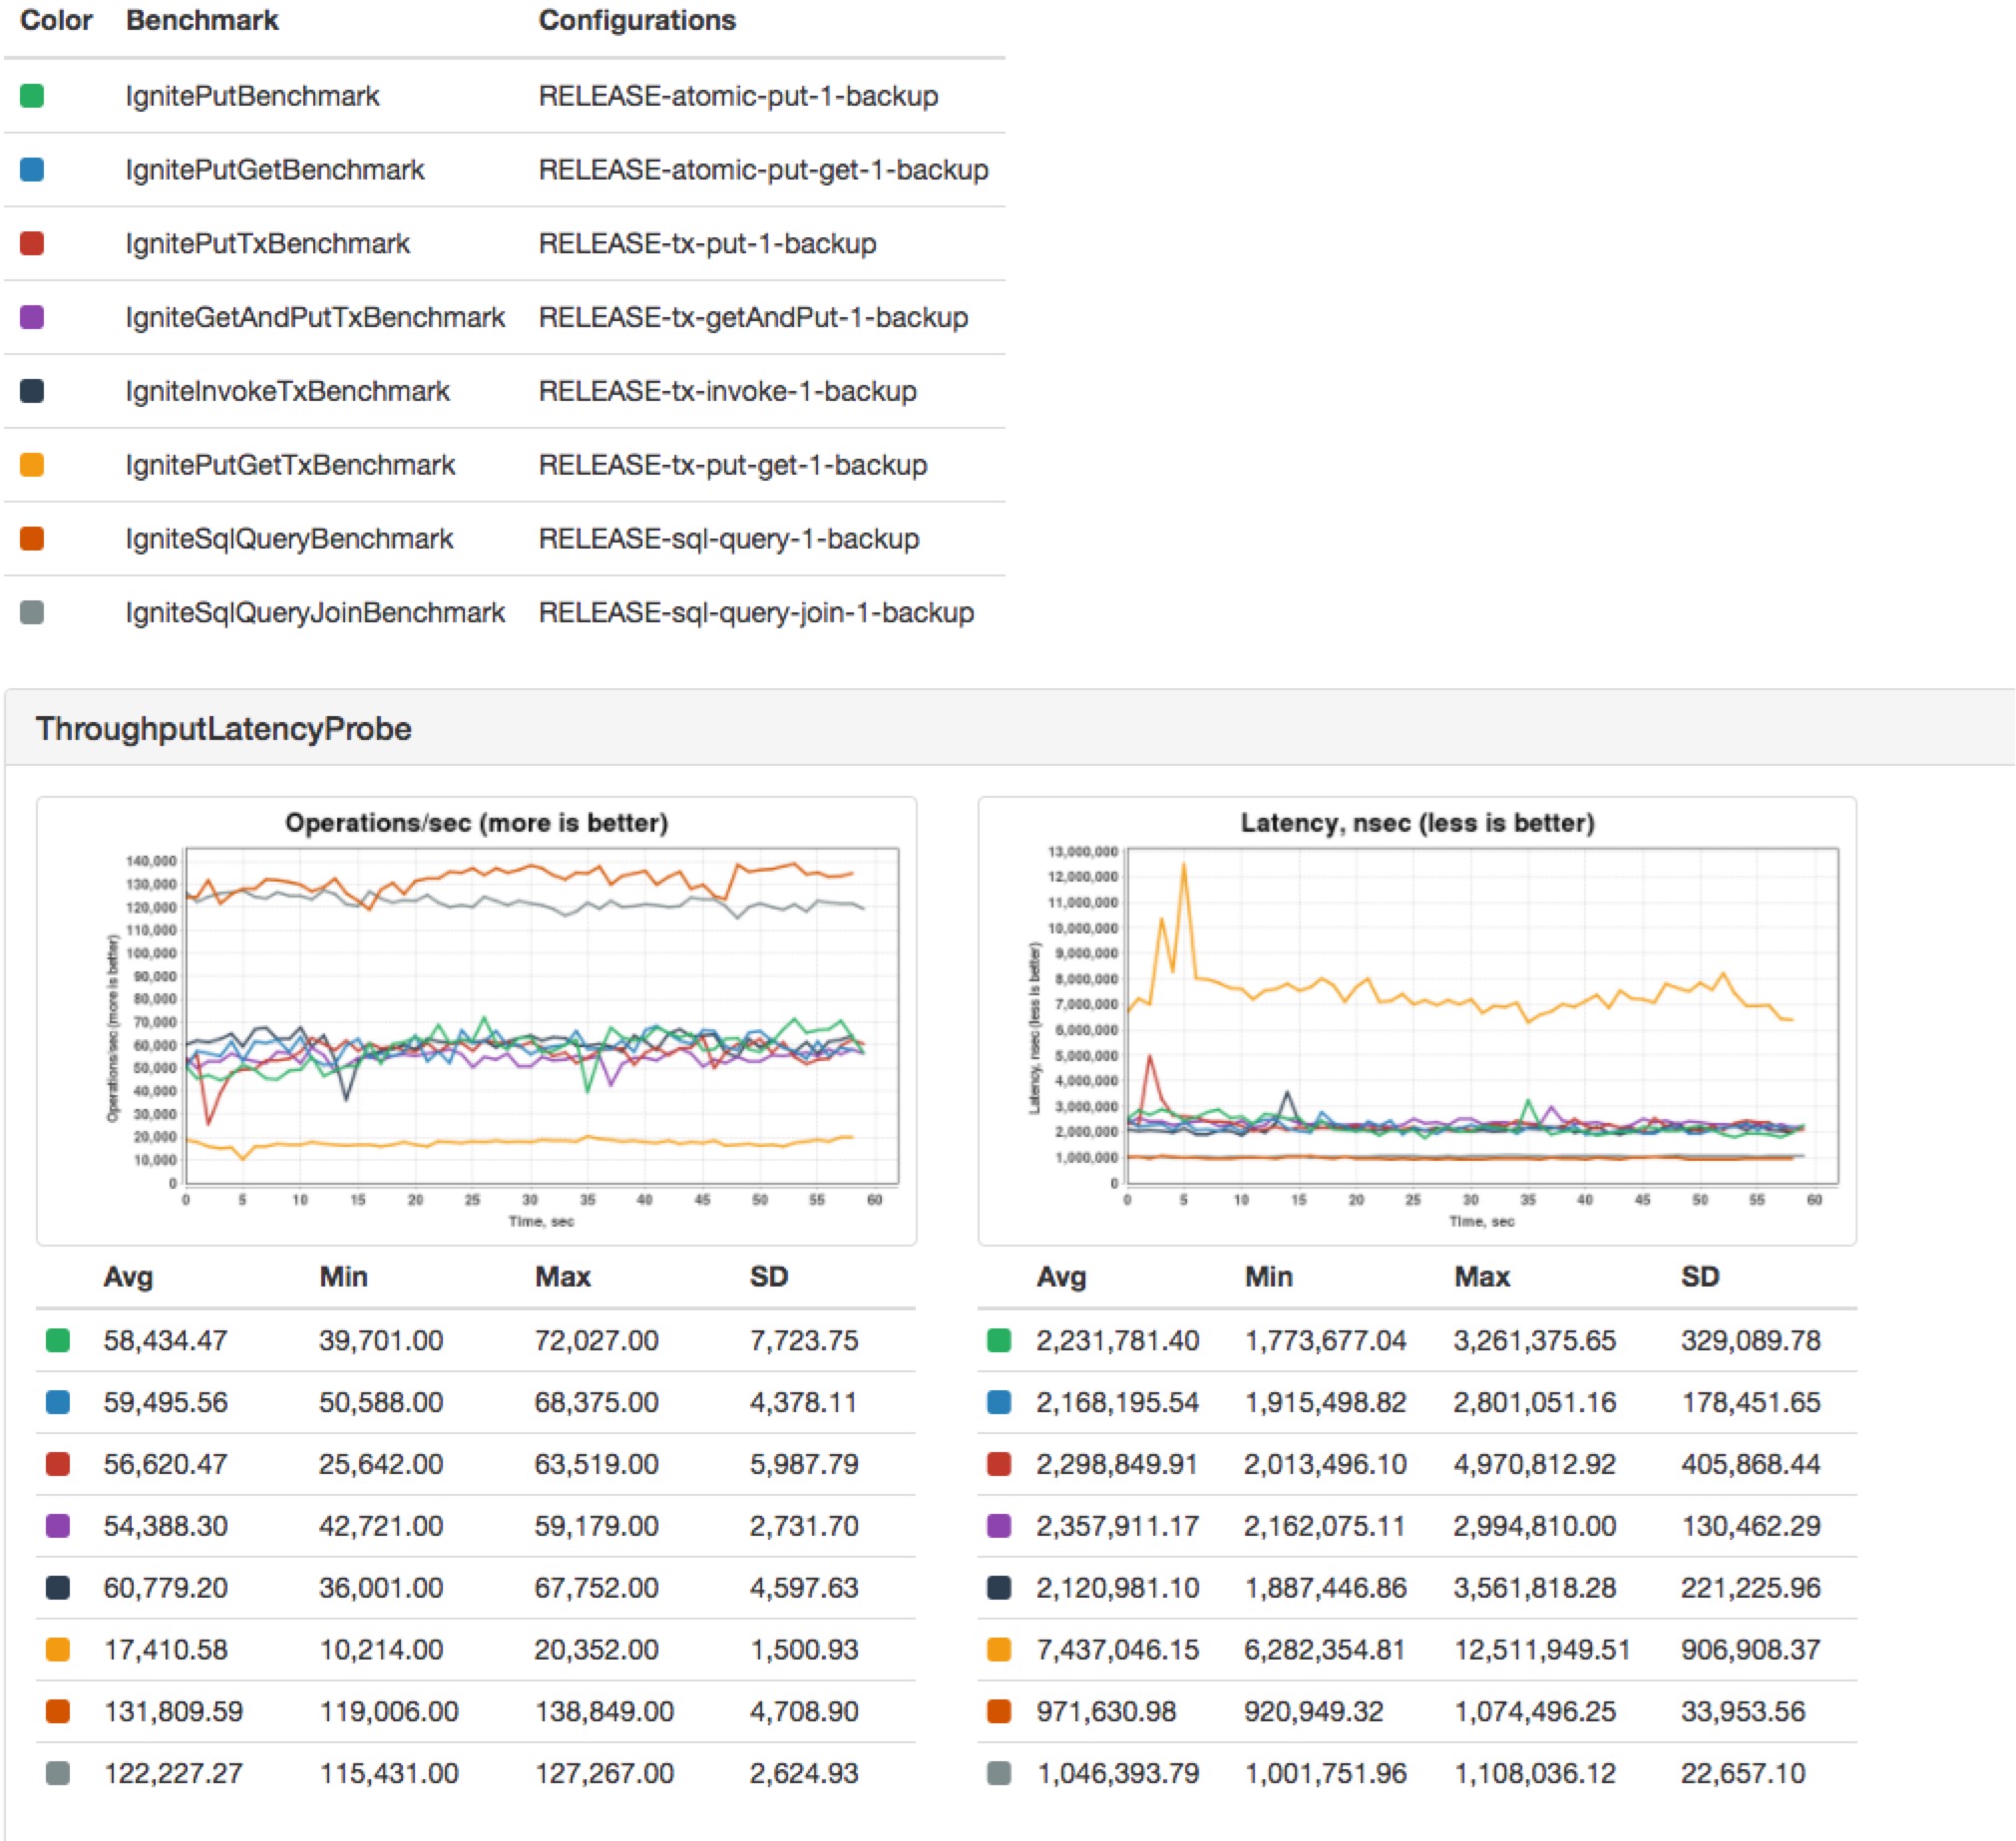 Color Benchmark Configurations
IgnitePutBenchmark RELEASE-atomic-put-1-backup
IgnitePutGetBenchmark RELEASE-atomic-put-get-1-backup
IgnitePutTxBenchmark RELEASE-tx-put-1-backup
IgniteGetAndPutTxBenchmark RELEASE-tx-getAndPut-1-backup
IgniteInvokeTxBenchmark RELEASE-tx-invoke-1-backup
IgnitePutGetTxBenchmark RELEASE-tx-put-get-1-backup
IgniteSqlQueryBenchmark RELEASE-sql-query-1-backup
IgniteSqlQueryJoinBenchmark RELEASE-sql-query-join-1-backup
ThroughputLatencyProbe
Operations/sec (more is better)
Operations/sec (more is better)
140,000
130,000
120,000
110,000
100,000
90,000
80,000
70,000
60,000
50,000
40,000
30,000
20,000
10,000
0
0 5 10 15 20 25 30 35 40 45 50 55 60
Time, sec
Latency, nsec (less is better)
Latency, nsec (less is better)
13,000,000
12,000,000
11,000,000
10,000,000
9,000,000
8,000,000
7,000,000
6,000,000
5,000,000
4,000,000
3,000,000
2,000,000
1,000,000
0
0 5 10 15 20 25 30 35 40 45 50 55 60
Time, sec
Avg Min Max SD
58,434.47 39,701.00 72,027.00 7,723.75
59,495.56 50,588.00 68,375.00 4,378.11
56,620.47 25,642.00 63,519.00 5,987.79
54,388.30 42,721.00 59,179.00 2,731.70
60,779.20 36,001.00 67,752.00 4,597.63
17,410.58 10,214.00 20,352.00 1,500.93
131,809.59 119,006.00 138,849.00 4,708.90
122,227.27 115,431.00 127,267.00 2,624.93
Avg Min Max SD
2,231,781.40 1,773,677.04 3,261,375.65 329,089.78
2,168,195.54 1,915,498.82 2,801,051.16 178,451.65
2,298,849.91 2,013,496.10 4,970,812.92 405,868.44
2,357,911.17 2,162,075.11 2,994,810.00 130,462.29
2,120,981.10 1,887,446.86 3,561,818.28 221,225.96
7,437,046.15 6,282,354.81 12,511,949.51 906,908.37
971,630.98 920,949.32 1,074,496.25 33,953.56
1,046,393.79 1,001,751.96 1,108,036.12 22,657.10